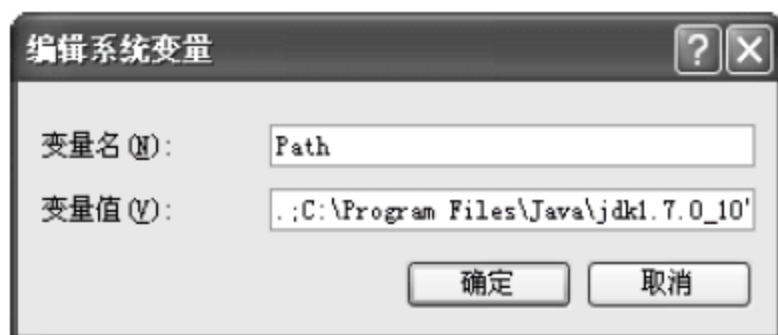 编辑系统变量
变量名(N): Path
变量值(V): .;C:\Program Files\Java\jdk1.7.0_10
确定 取消